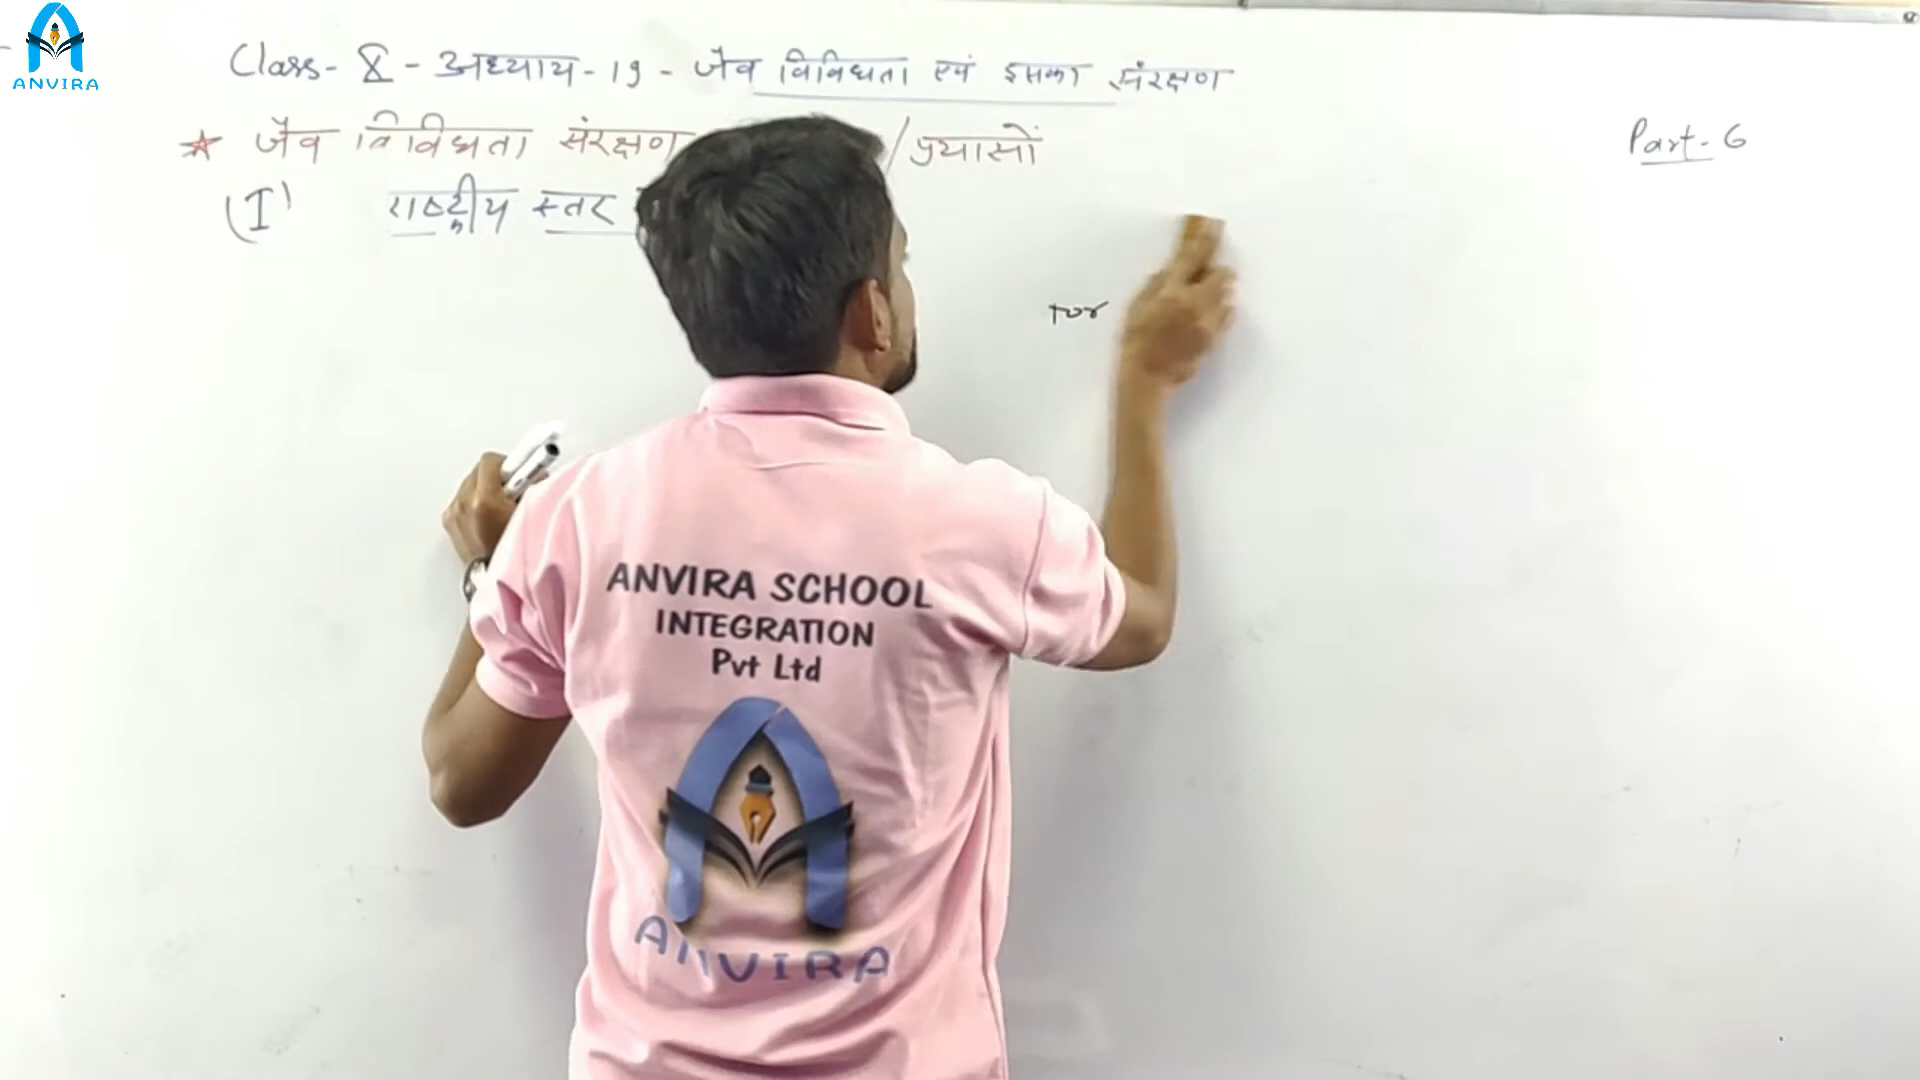 ANVIRA
Class - X - अध्याय - 19 - जैव विविधता एवं इसका संरक्षण
जैव विविधता संरक्षण / प्रयासों
Part - 6
(I) राष्ट्रीय स्तर
ANVIRA SCHOOL
INTEGRATION
Pvt Ltd
ANVIRA